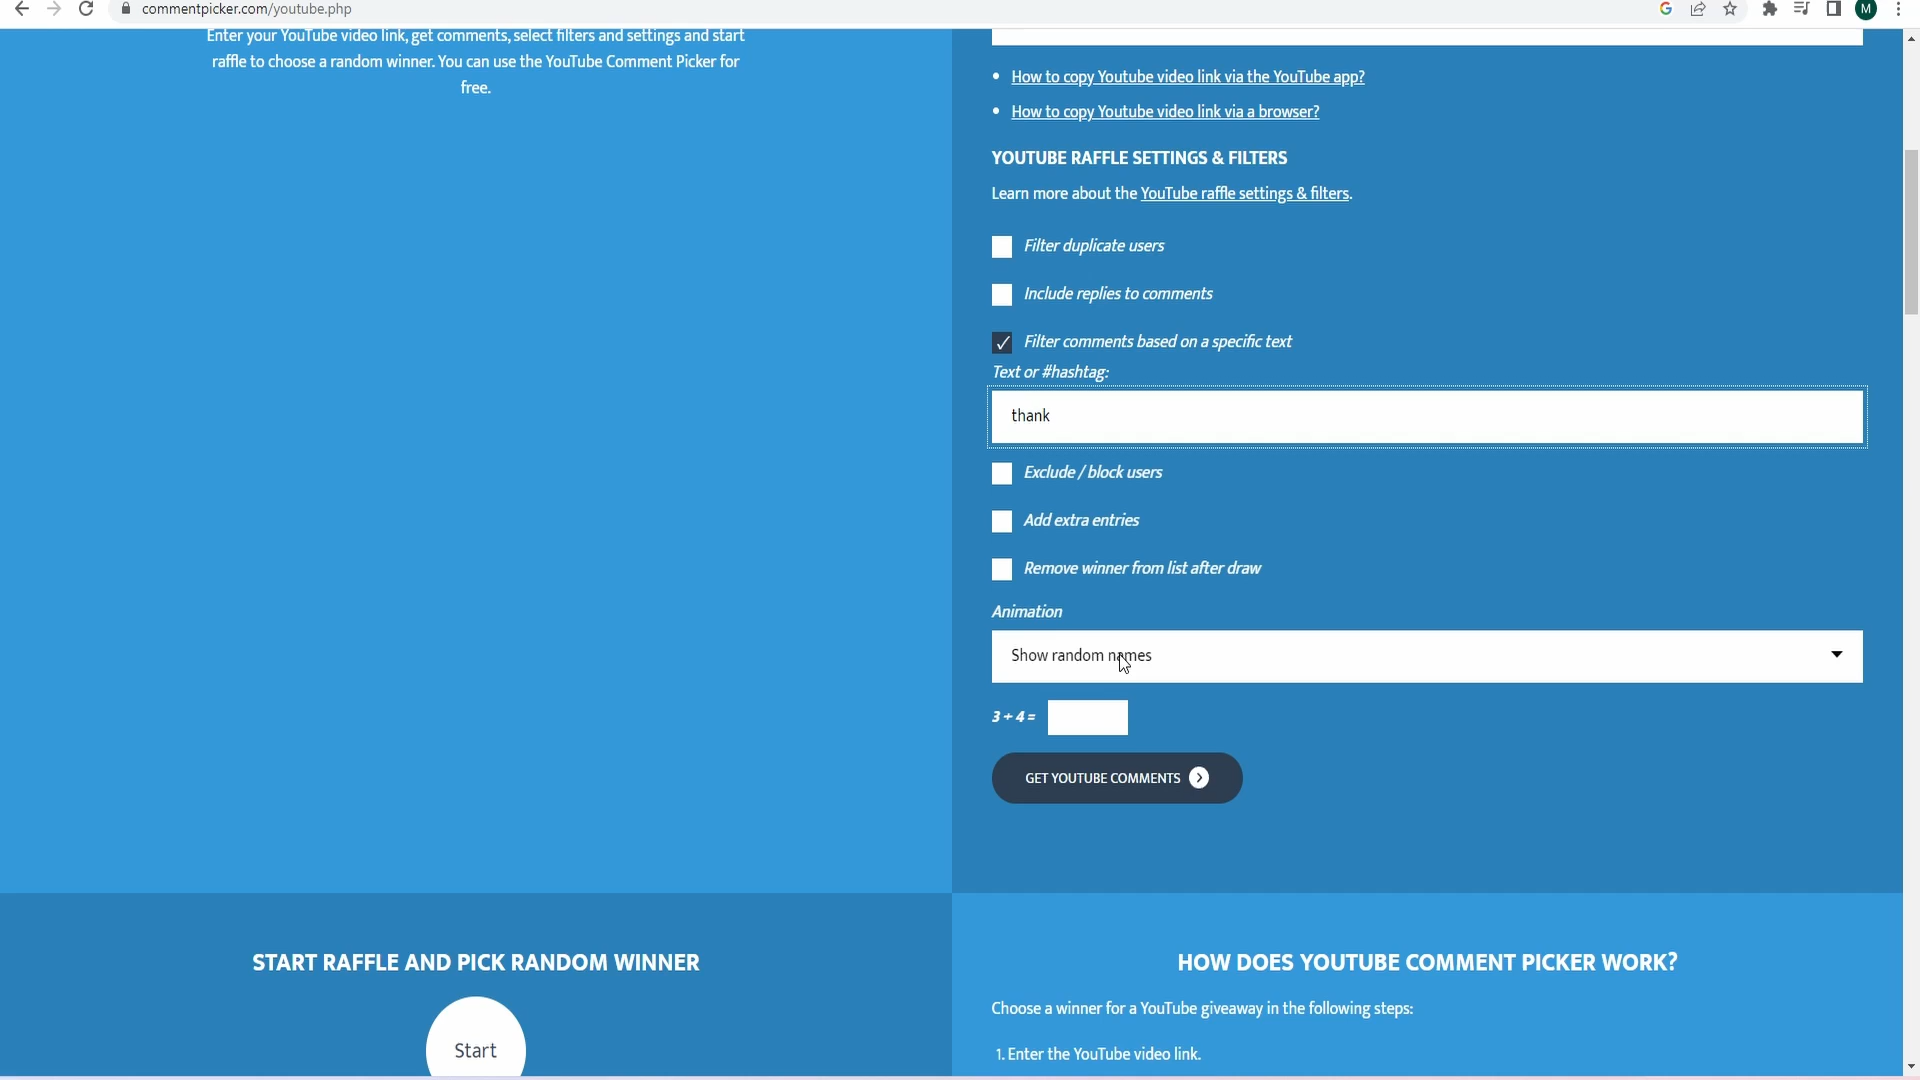 commentpicker.com/youtube.php
M
Enter your YouTube video link, get comments, select filters and settings and start
raffle to choose a random winner. You can use the YouTube Comment Picker for
free.
How to copy Youtube video link via the YouTube app?
How to copy Youtube video link via a browser?
YOUTUBE RAFFLE SETTINGS & FILTERS
Learn more about the YouTube raffle settings & filters.
Filter duplicate users
Include replies to comments
Filter comments based on a specific text
Text or #hashtag:
thank
Exclude / block users
Add extra entries
Remove winner from list after draw
Animation
Show random names
3 + 4 =
GET YOUTUBE COMMENTS
START RAFFLE AND PICK RANDOM WINNER
Start
HOW DOES YOUTUBE COMMENT PICKER WORK?
Choose a winner for a YouTube giveaway in the following steps:
1. Enter the YouTube video link.